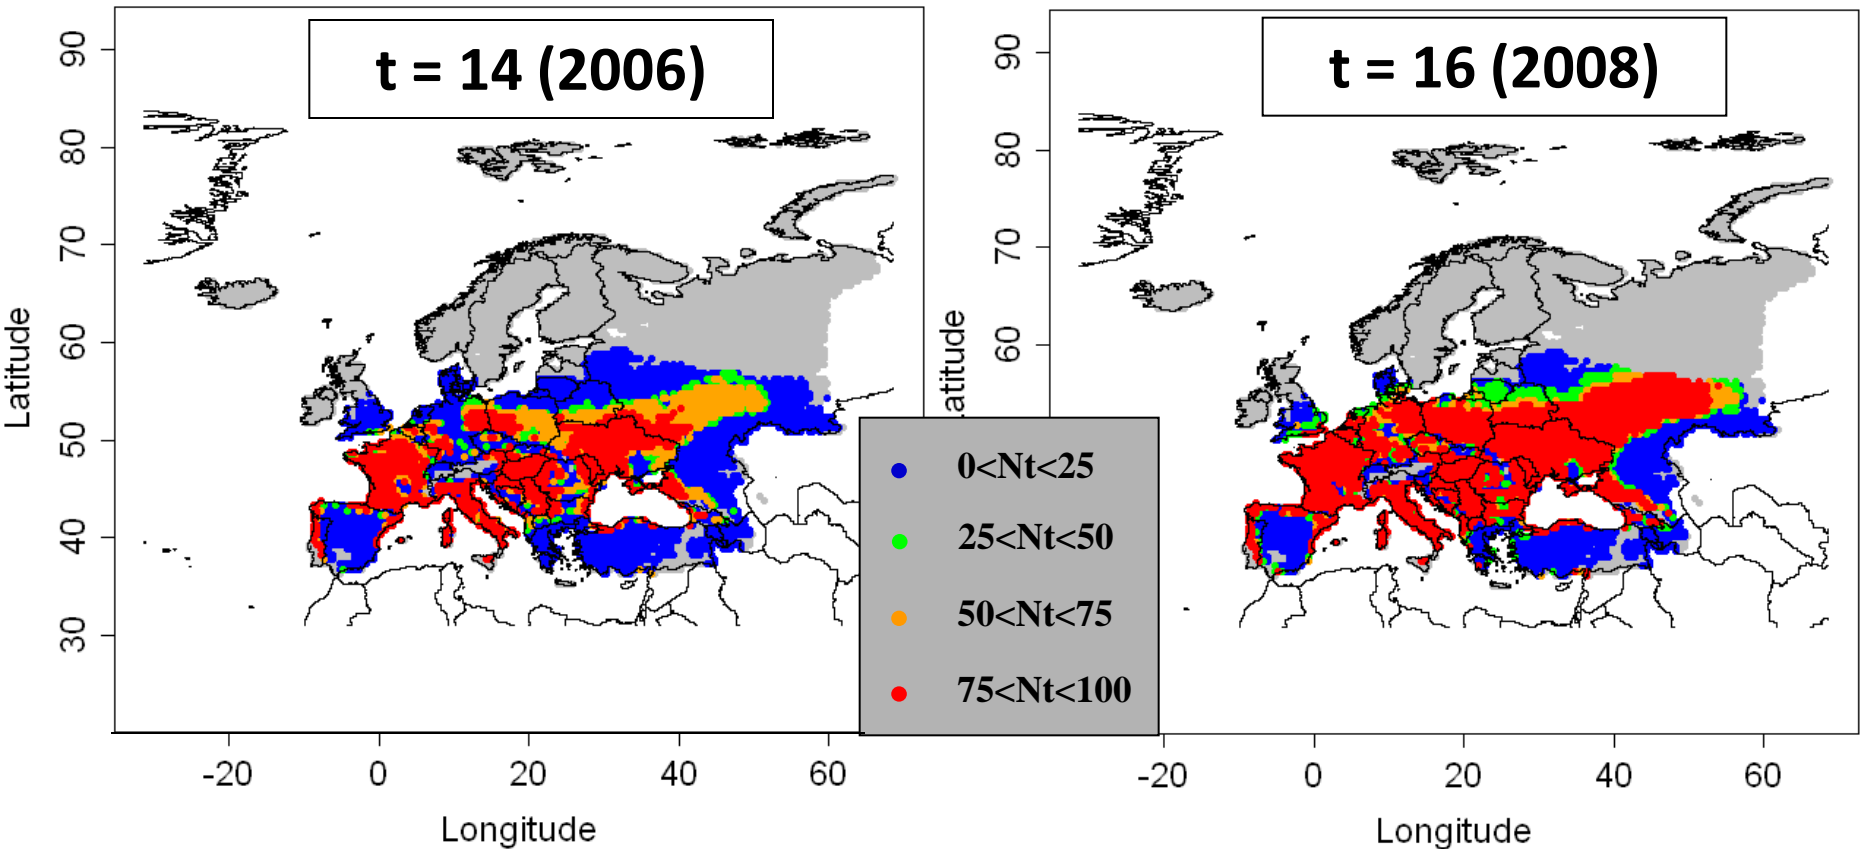 t = 14 (2006)
90
80
70
60
50
40
30
Latitude
-20 0 20 40 60
Longitude
t = 16 (2008)
90
80
70
60
atitude
0<Nt<25
25<Nt<50
50<Nt<75
75<Nt<100
-20 0 20 40 60
Longitude